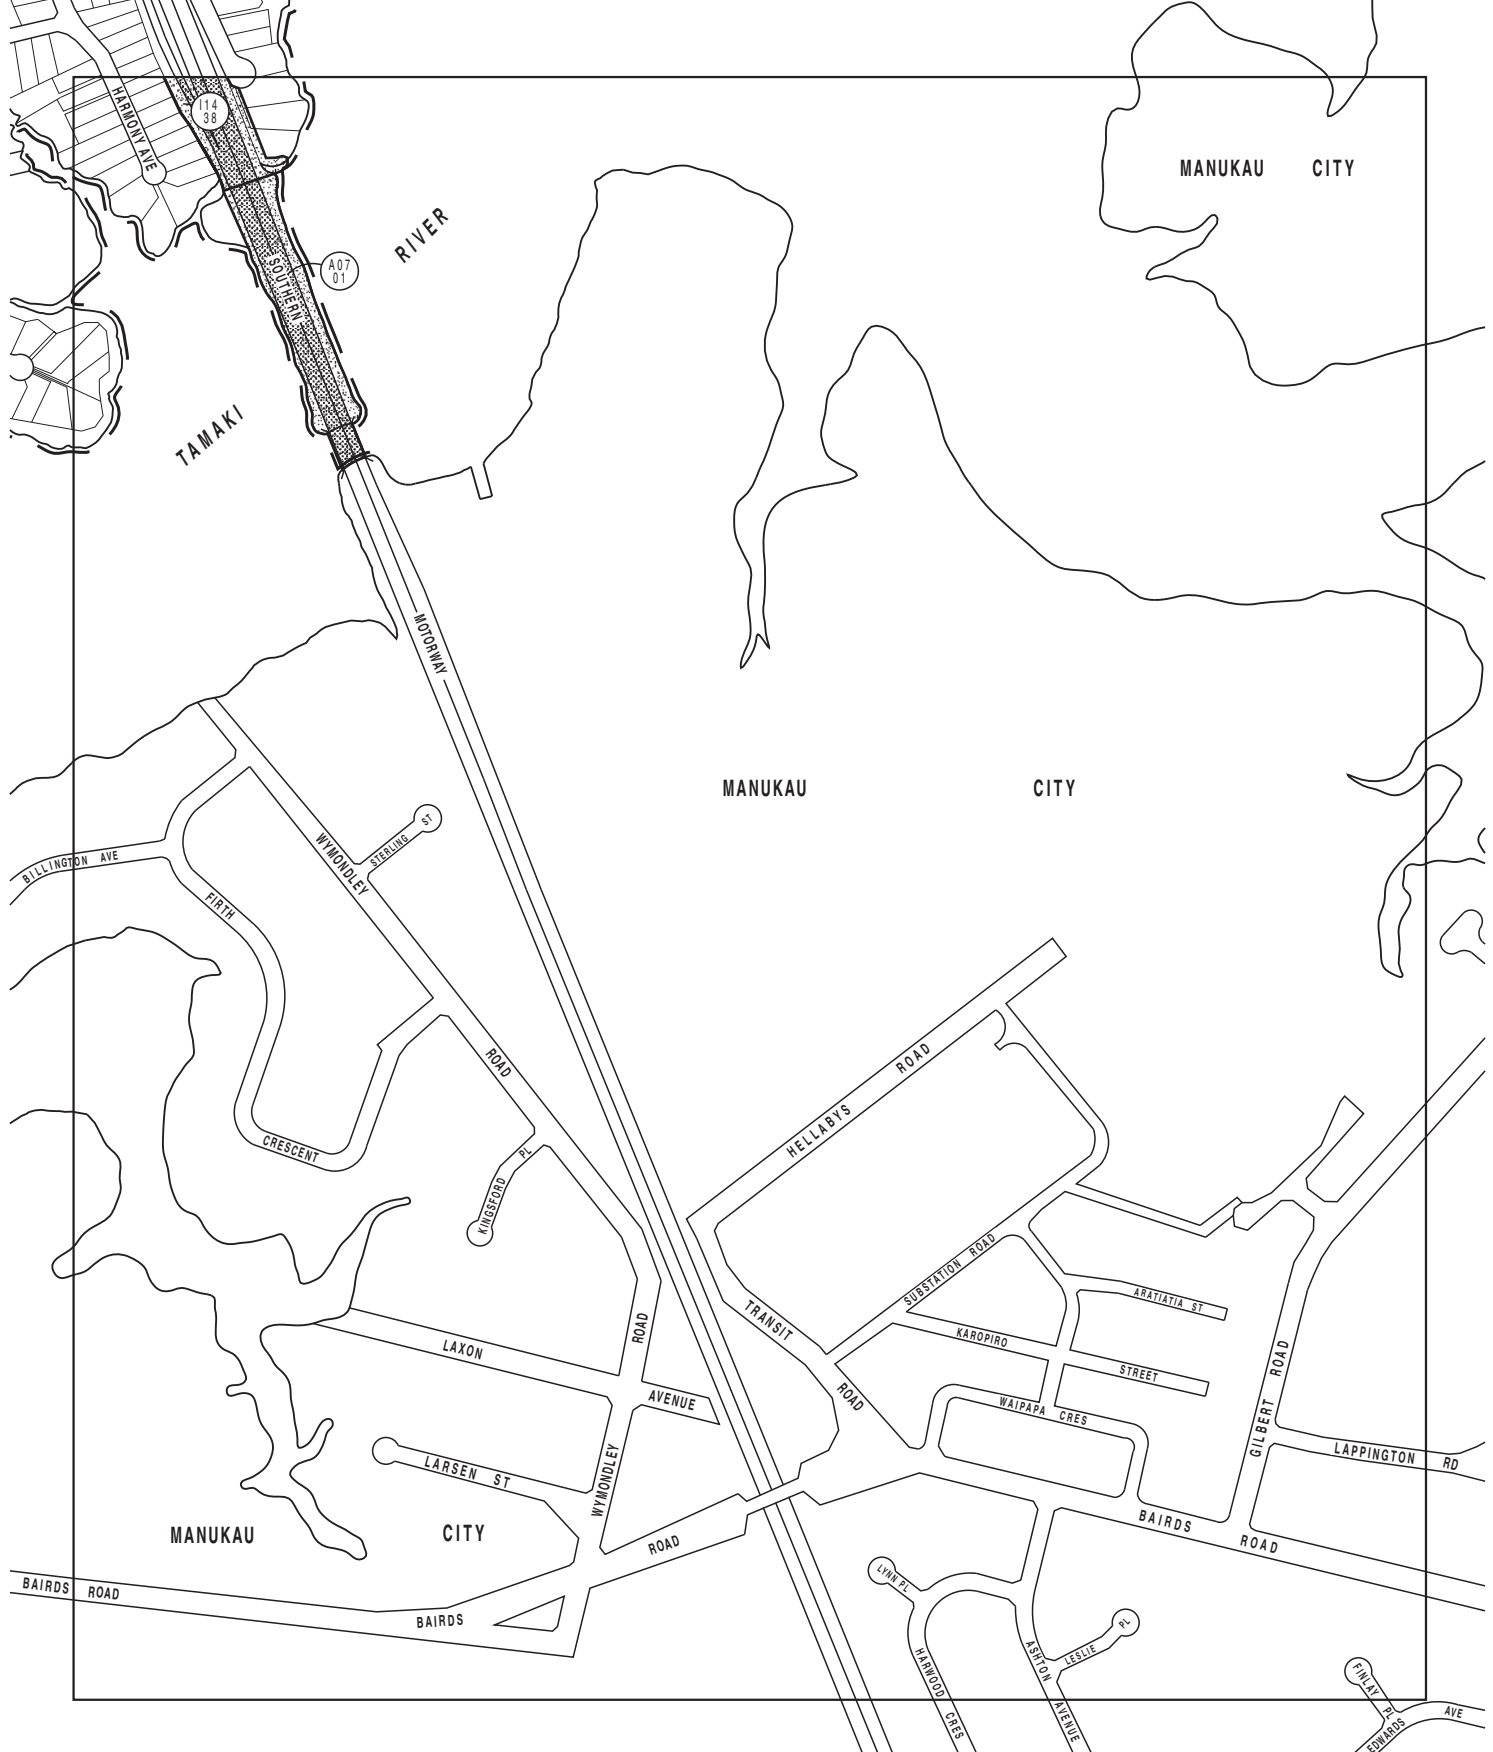 I14
38
HARMONY AVE
MANUKAU CITY
RIVER
A07
01
SOUTHERN
TAMAKI
MOTORWAY
MANUKAU CITY
BILLINGTON AVE
WYMONDLEY
STERLING ST
FIRTH
ROAD
HELLABYS ROAD
CRESCENT
KINGSFORD PL
SUBSTATION ROAD
ARATIATIA ST
TRANSIT
ROAD
ROAD
LAXON
AVENUE
KAROPIRO
STREET
WAIPAPA CRES
GILBERT ROAD
LAPPINGTON RD
LARSEN ST
WYMONDLEY
MANUKAU CITY
ROAD
BAIRDS
ROAD
BAIRDS ROAD
BAIRDS
LYNN PL
HARWOOD CRES
ASHTON AVENUE
LESLIE PL
FINLAY PL
EDWARDS AVE